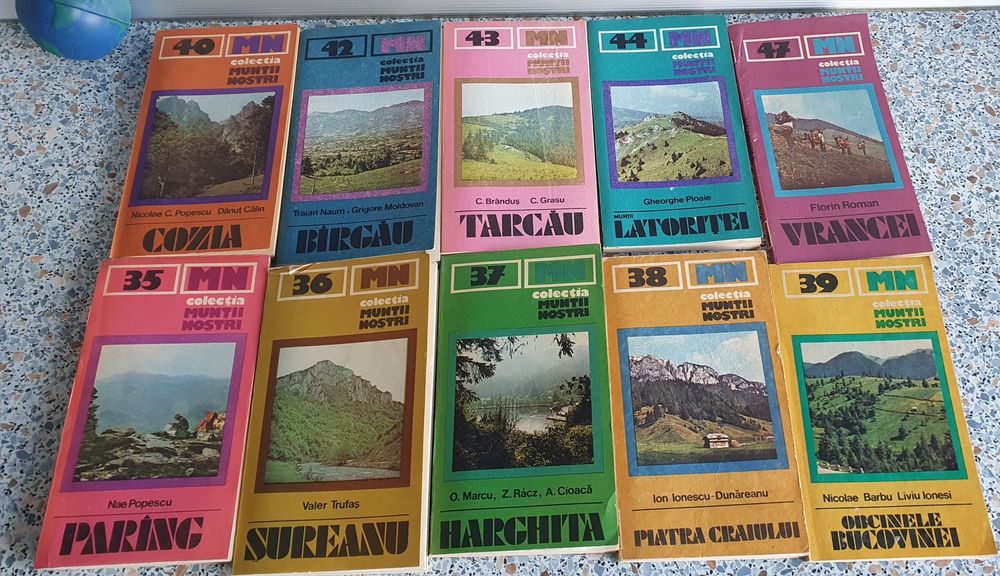 40 MN
colecția
MUNȚII
NOȘTRI
Nicolae C. Popescu Dănuț Călin
COZIA
42 MN
colecția
MUNȚII
NOȘTRI
Traian Naum - Grigore Moldovan
BÎRGĂU
43 MN
colecția
MUNȚII
NOȘTRI
C. Brânduș C. Grasu
TARCĂU
44 MN
colecția
MUNȚII
NOȘTRI
Gheorghe Ploaie
MUNȚII
LATORIȚEI
47 MN
colecția
MUNȚII
NOȘTRI
Florin Roman
VRANCEI
35 MN
colecția
MUNȚII
NOȘTRI
Nae Popescu
PARÎNG
36 MN
colecția
MUNȚII
NOȘTRI
Valer Trufaș
ȘUREANU
37 MN
colecția
MUNȚII
NOȘTRI
O. Marcu, Z. Rácz, A. Cioacă
HARGHITA
38 MN
colecția
MUNȚII
NOȘTRI
Ion Ionescu-Dunăreanu
PIATRA CRAIULUI
39 MN
colecția
MUNȚII
NOȘTRI
Nicolae Barbu Liviu Ionesi
OBCINELE
BUCOVINEI